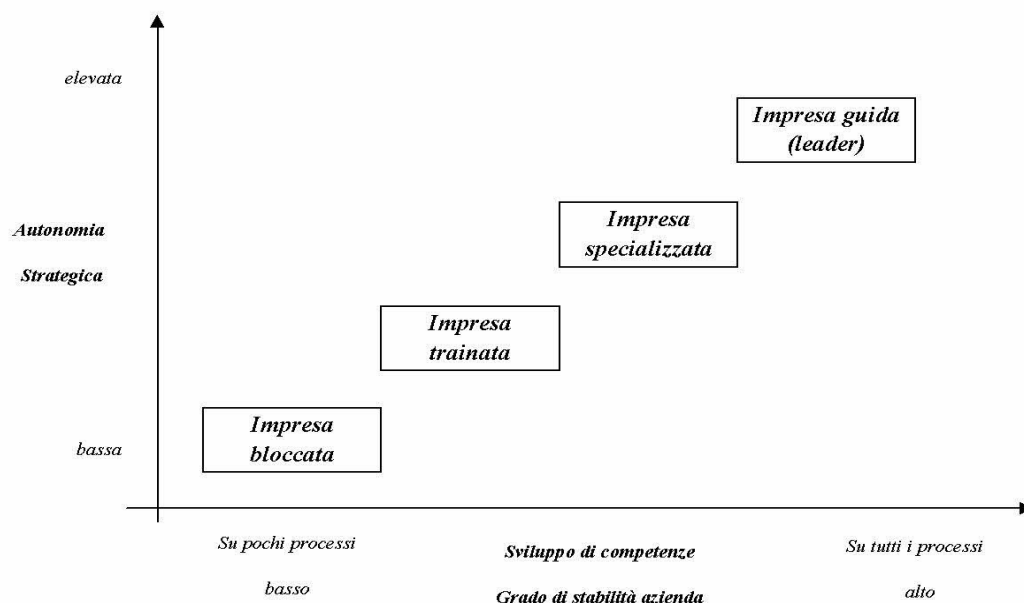 elevata
Impresa guida
(leader)
Impresa
specializzata
Autonomia
Strategica
Impresa
trainata
Impresa
bloccata
bassa
Su pochi processi
Sviluppo di competenze
Su tutti i processi
basso
Grado di stabilità azienda
alto